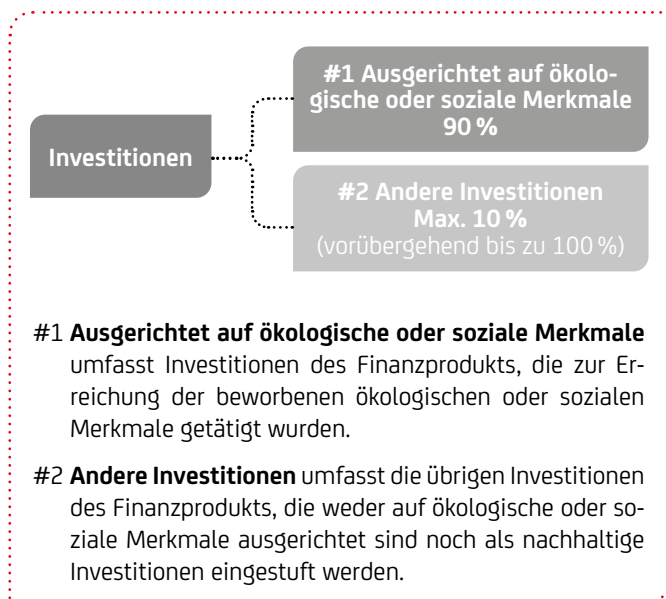 #1 Ausgerichtet auf ökolo-
gische oder soziale Merkmale
90 %
Investitionen
#2 Andere Investitionen
Max. 10 %
(vorübergehend bis zu 100 %)
#1 Ausgerichtet auf ökologische oder soziale Merkmale
umfasst Investitionen des Finanzprodukts, die zur Er-
reichung der beworbenen ökologischen oder sozialen
Merkmale getätigt wurden.
#2 Andere Investitionen umfasst die übrigen Investitionen
des Finanzprodukts, die weder auf ökologische oder so-
ziale Merkmale ausgerichtet sind noch als nachhaltige
Investitionen eingestuft werden.